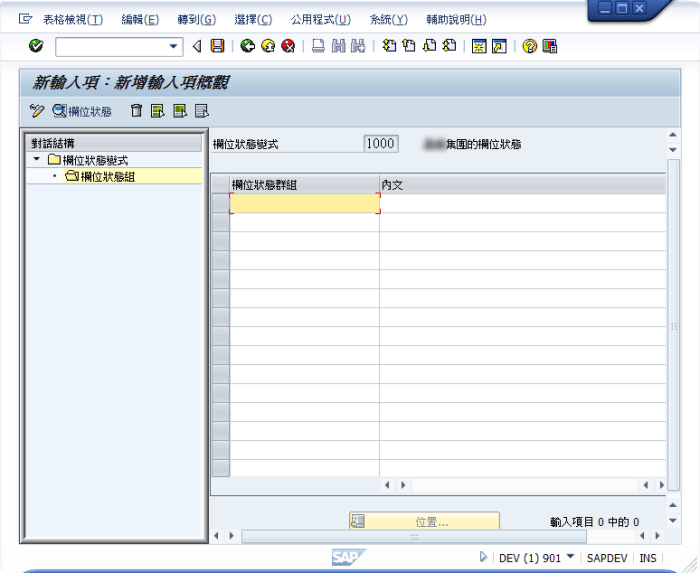 表格檢視(T) 編輯(E) 轉到(G) 選擇(C) 公用程式(U) 系統(Y) 輔助說明(H)
新輸入項：新增輸入項概觀
欄位狀態
對話結構
欄位狀態變式
欄位狀態組
欄位狀態變式 1000 集團的欄位狀態
欄位狀態群組 內文
位置... 輸入項目 0 中的 0
SAP DEV (1) 901 SAPDEV INS